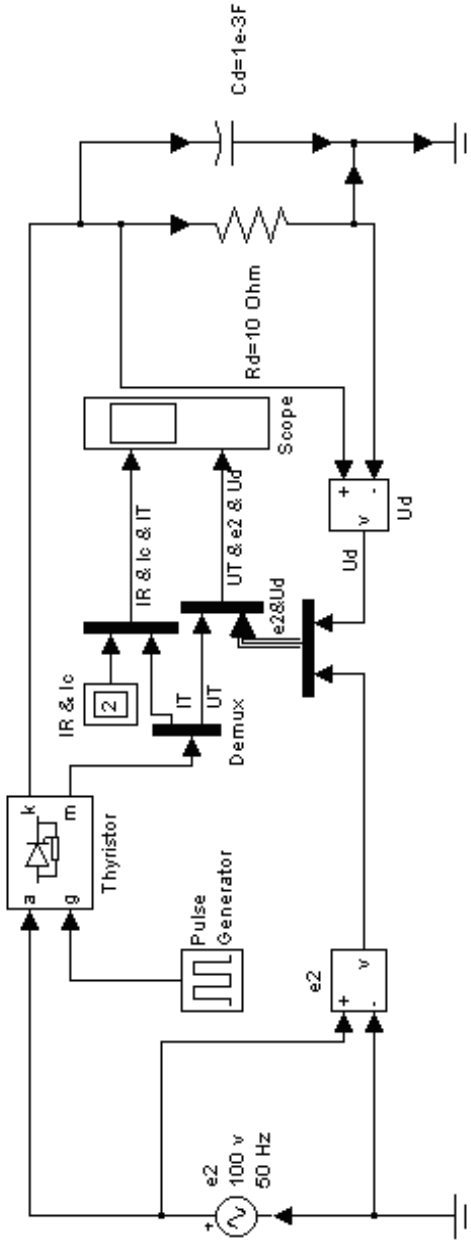 e2
100 v
50 Hz
+
a
k
g
m
Thyristor
Pulse
Generator
IR & Ic
2
IT
UT
Demux
IR & Ic & IT
UT & e2 & Ud
Scope
e2&Ud
e2
+
-
v
Ud
+
-
v
Ud
Rd=10 Ohm
Cd=1e-3F